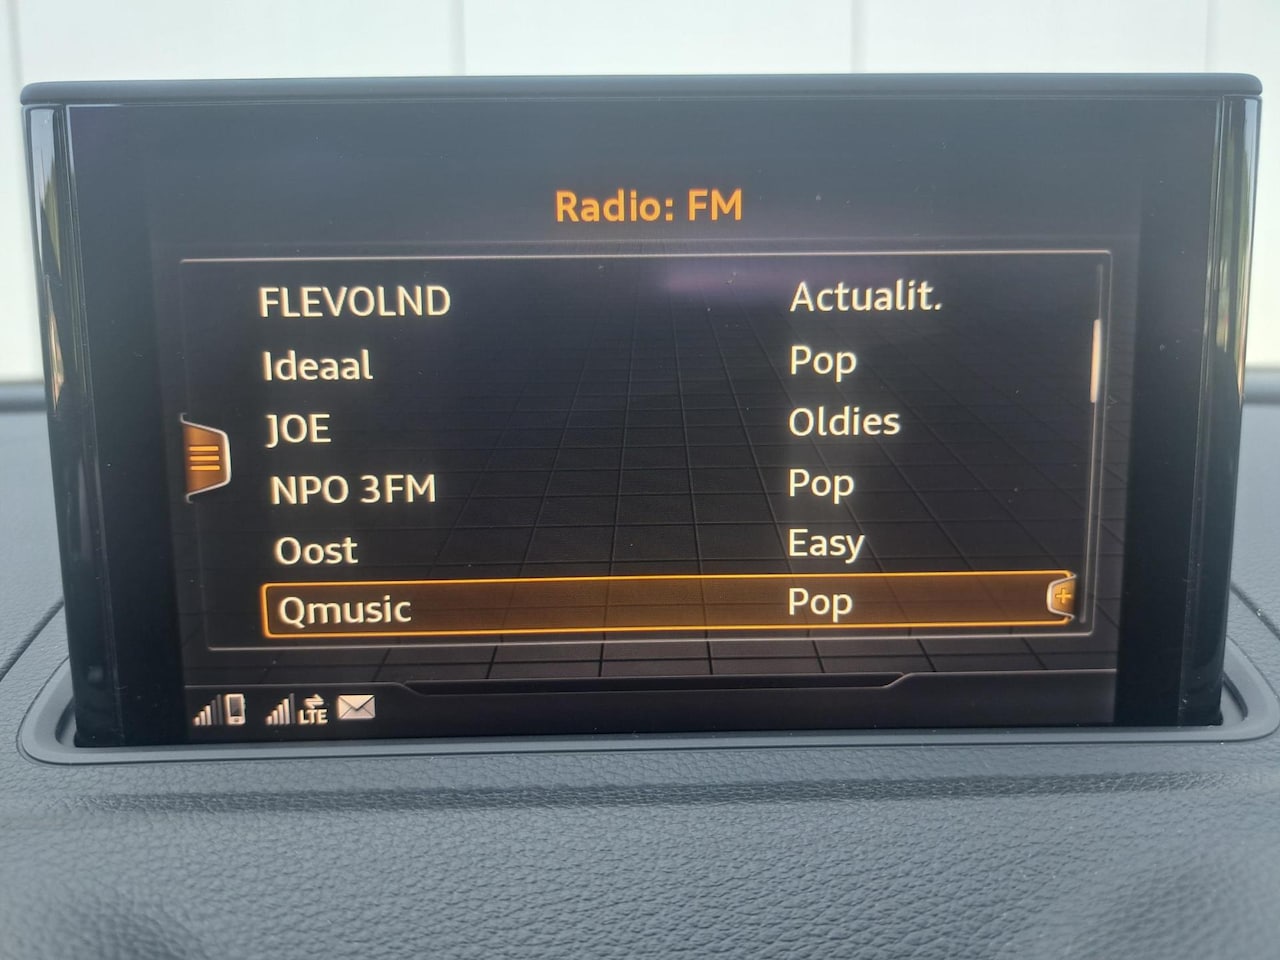 Radio: FM
FLEVOLND Actualit.
Ideaal Pop
JOE Oldies
NPO 3FM Pop
Oost Easy
Qmusic Pop
LTE